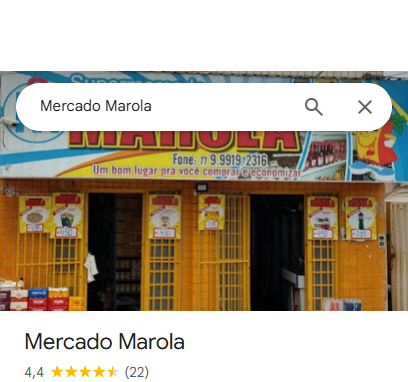 Supermercado
Mercado Marola
MAROLA
Fone: 77 9.9919-2316
Um bom lugar pra você comprar e economizar
Mercado Marola
4,4 (22)